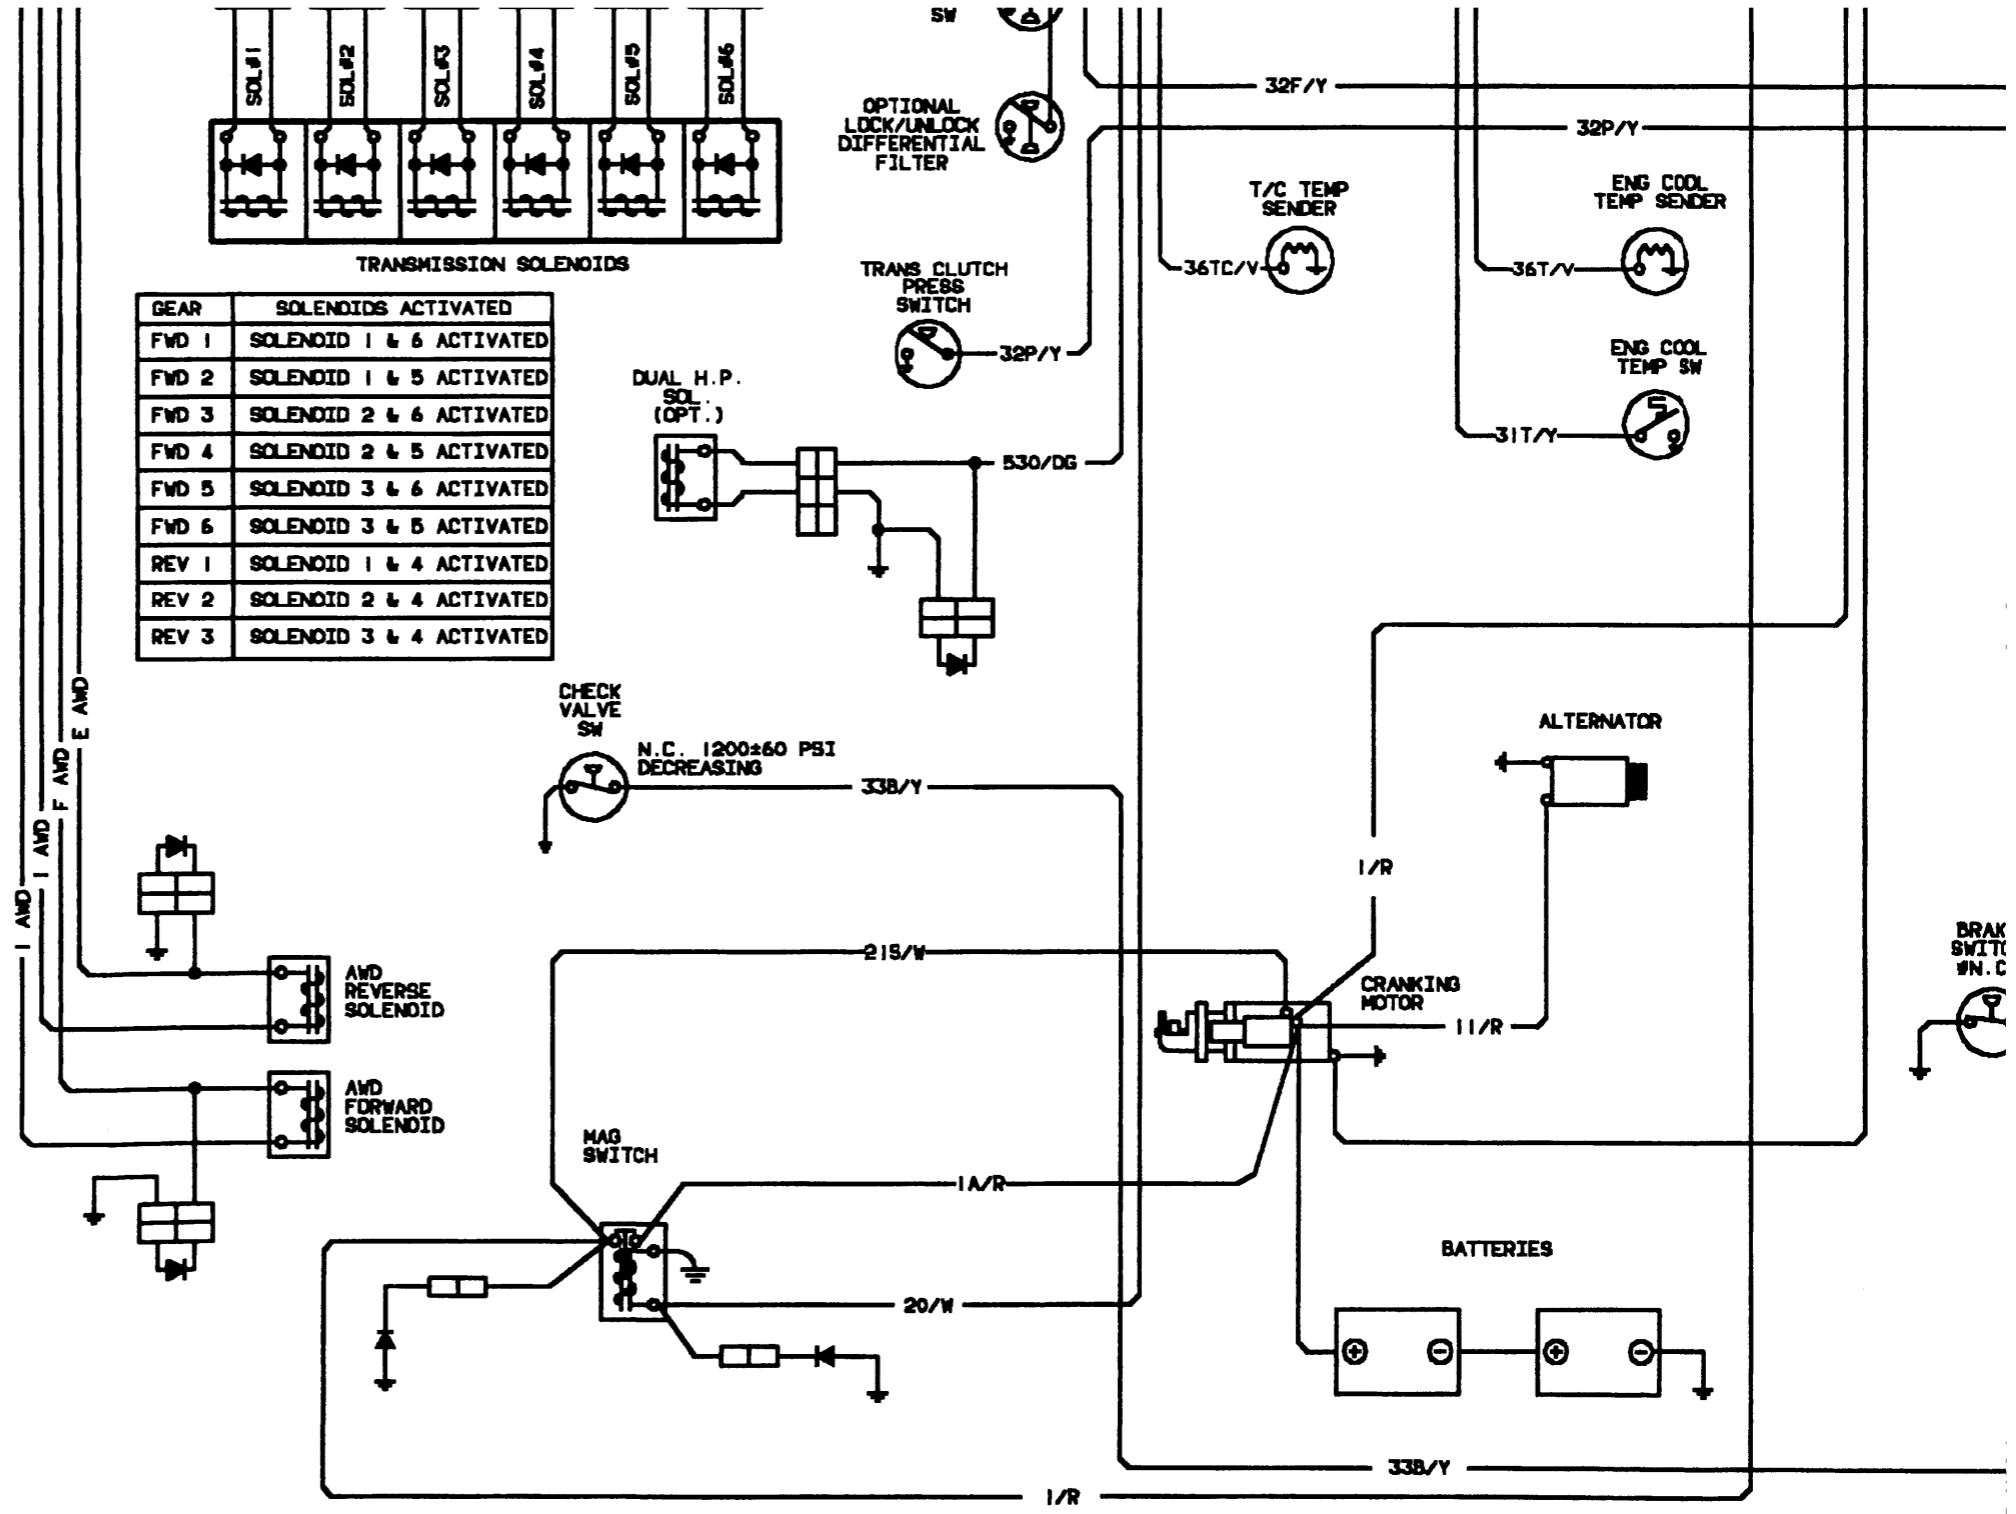 SW
SOL#1
SOL#2
SOL#3
SOL#4
SOL#5
SOL#6
32F/Y
OPTIONAL
LOCK/UNLOCK
DIFFERENTIAL
FILTER
32P/Y
T/C TEMP
SENDER
ENG COOL
TEMP SENDER
TRANSMISSION SOLENOIDS
TRANS CLUTCH
PRESS
SWITCH
36TC/V
36T/V
GEAR SOLENOIDS ACTIVATED
FWD 1 SOLENOID 1 & 6 ACTIVATED
FWD 2 SOLENOID 1 & 5 ACTIVATED
FWD 3 SOLENOID 2 & 6 ACTIVATED
FWD 4 SOLENOID 2 & 5 ACTIVATED
FWD 5 SOLENOID 3 & 6 ACTIVATED
FWD 6 SOLENOID 3 & 5 ACTIVATED
REV 1 SOLENOID 1 & 4 ACTIVATED
REV 2 SOLENOID 2 & 4 ACTIVATED
REV 3 SOLENOID 3 & 4 ACTIVATED
32P/Y
ENG COOL
TEMP SW
DUAL H.P.
SOL.
(OPT.)
31T/Y
530/DG
E AWD
F AWD
1 AWD
1 AWD
CHECK
VALVE
SW
N.C. 1200±60 PSI
DECREASING
33B/Y
ALTERNATOR
1/R
21S/W
BRAK
SWITC
#N.C
AWD
REVERSE
SOLENOID
CRANKING
MOTOR
11/R
AWD
FORWARD
SOLENOID
MAG
SWITCH
1A/R
BATTERIES
20/W
+
-
+
-
33B/Y
1/R